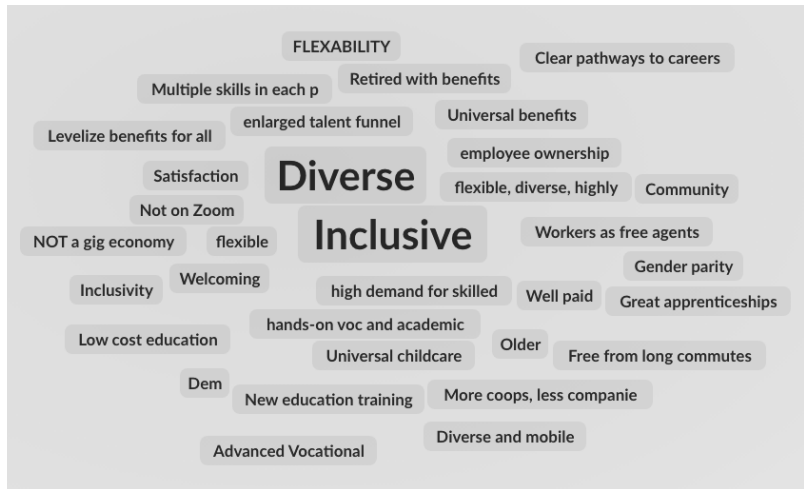 FLEXABILITY
Clear pathways to careers
Retired with benefits
Multiple skills in each p
Universal benefits
enlarged talent funnel
Levelize benefits for all
employee ownership
Satisfaction
Diverse
flexible, diverse, highly
Community
Not on Zoom
Workers as free agents
NOT a gig economy
flexible
Inclusive
Gender parity
Welcoming
Inclusivity
high demand for skilled
Well paid
Great apprenticeships
hands-on voc and academic
Low cost education
Older
Universal childcare
Free from long commutes
Dem
New education training
More coops, less companie
Diverse and mobile
Advanced Vocational